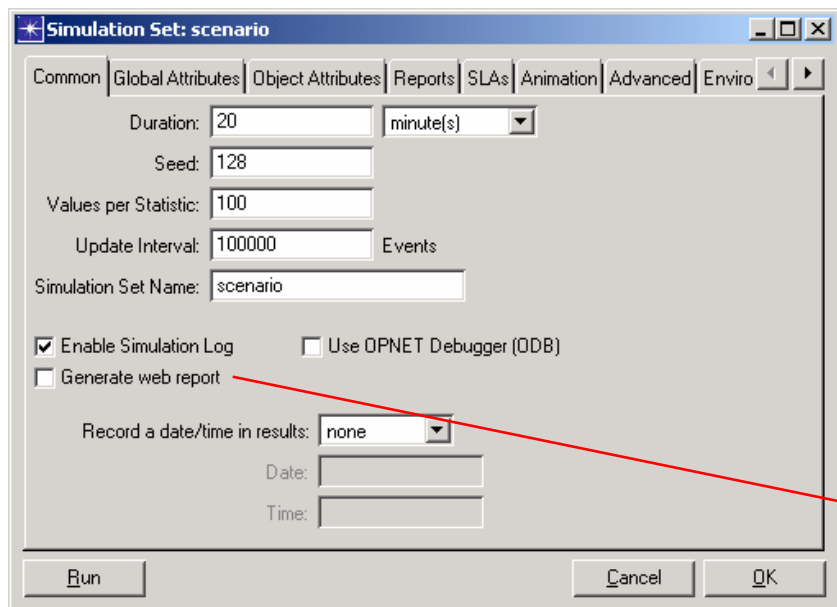 Simulation Set: scenario
Common Global Attributes Object Attributes Reports SLAs Animation Advanced Enviro
Duration: 20 minute(s)
Seed: 128
Values per Statistic: 100
Update Interval: 100000 Events
Simulation Set Name: scenario
Enable Simulation Log Use OPNET Debugger (ODB)
Generate web report
Record a date/time in results: none
Date:
Time:
Run Cancel OK